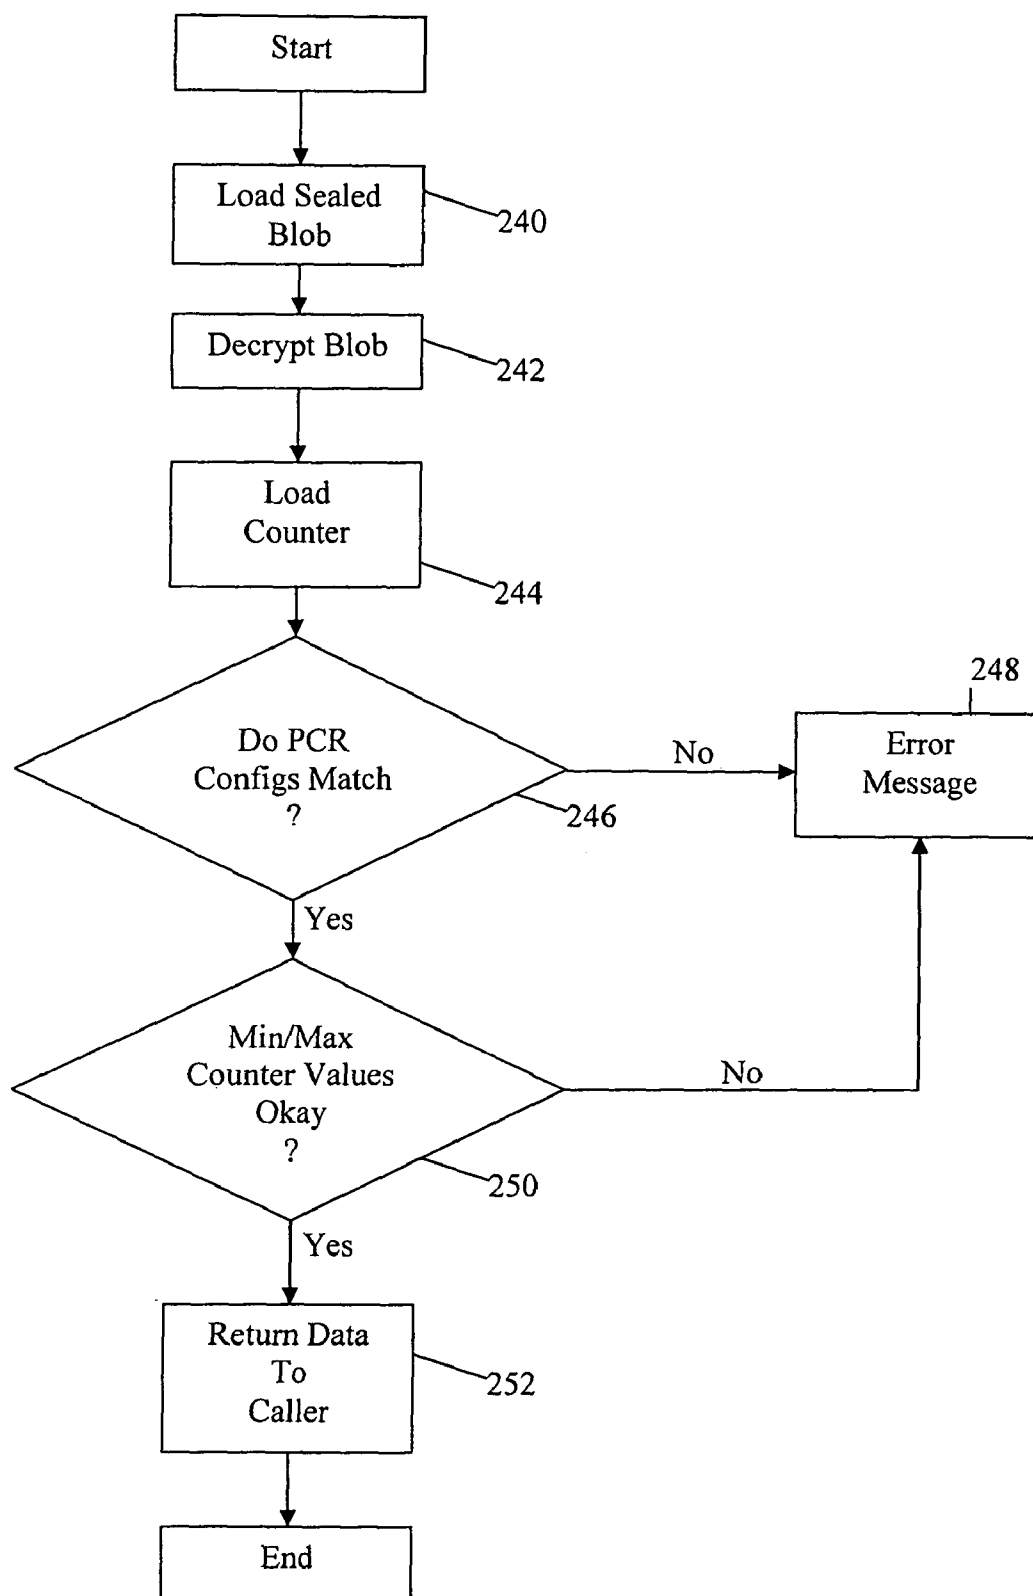 Start
Load Sealed
Blob
240
Decrypt Blob
242
Load
Counter
244
248
Do PCR
Configs Match
?
No
Error
Message
246
Yes
Min/Max
Counter Values
Okay
?
No
250
Yes
Return Data
To
Caller
252
End